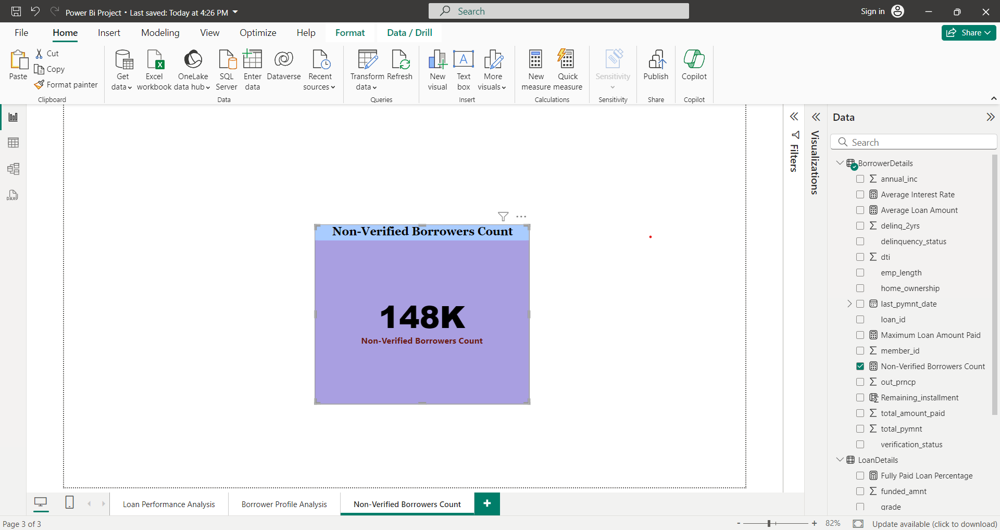 Power Bi Project • Last saved: Today at 4:26 PM
Search
Sign in
File Home Insert Modeling View Optimize Help Format Data / Drill
Share
Paste
Cut
Copy
Format painter
Clipboard
Get data
Excel workbook
OneLake data hub
SQL Server
Enter data
Dataverse
Recent sources
Data
Transform data
Refresh
Queries
New visual
Text box
More visuals
Insert
New measure
Quick measure
Calculations
Sensitivity
Sensitivity
Publish
Share
Copilot
Copilot
DAX
Non-Verified Borrowers Count
148K
Non-Verified Borrowers Count
Filters
Visualizations
Data
Search
BorrowerDetails
annual_inc
Average Interest Rate
Average Loan Amount
delinq_2yrs
delinquency_status
dti
emp_length
home_ownership
last_pymnt_date
loan_id
Maximum Loan Amount Paid
member_id
Non-Verified Borrowers Count
out_prncp
Remaining_installment
total_amount_paid
total_pymnt
verification_status
LoanDetails
Fully Paid Loan Percentage
funded_amnt
grade
Loan Performance Analysis
Borrower Profile Analysis
Non-Verified Borrowers Count
Page 3 of 3
- + 82%
Update available (click to download)